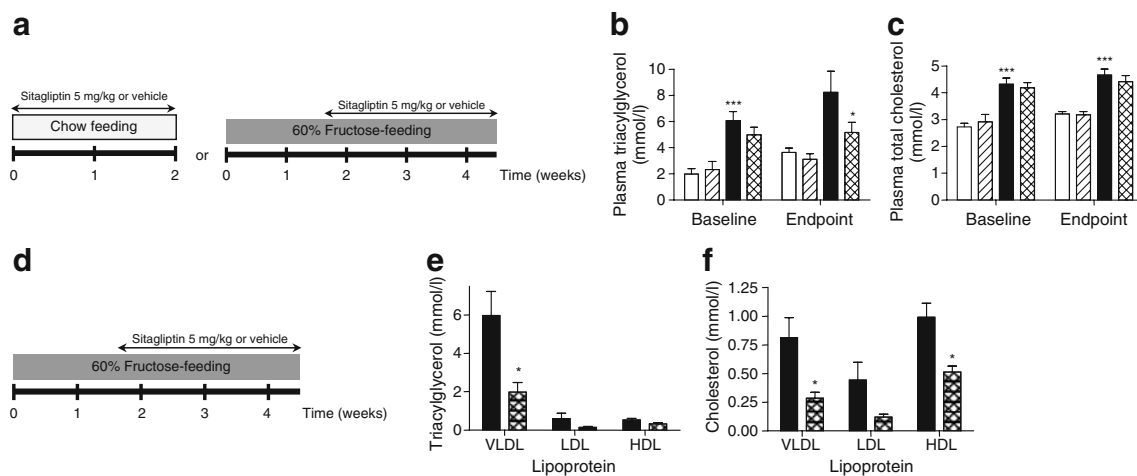 a
Sitagliptin 5 mg/kg or vehicle
Chow feeding
0 1 2
or
Sitagliptin 5 mg/kg or vehicle
60% Fructose-feeding
0 1 2 3 4
Time (weeks)
b
Plasma triacylglycerol
(mmol/l)
10
8
6
4
2
0
***
*
Baseline Endpoint
c
Plasma total cholesterol
(mmol/l)
5
4
3
2
1
0
***
***
Baseline Endpoint
d
Sitagliptin 5 mg/kg or vehicle
60% Fructose-feeding
0 1 2 3 4
Time (weeks)
e
Triacylglycerol (mmol/l)
6
4
2
0
*
VLDL LDL HDL
Lipoprotein
f
Cholesterol (mmol/l)
1.25
1.00
0.75
0.50
0.25
0.00
*
*
VLDL LDL HDL
Lipoprotein